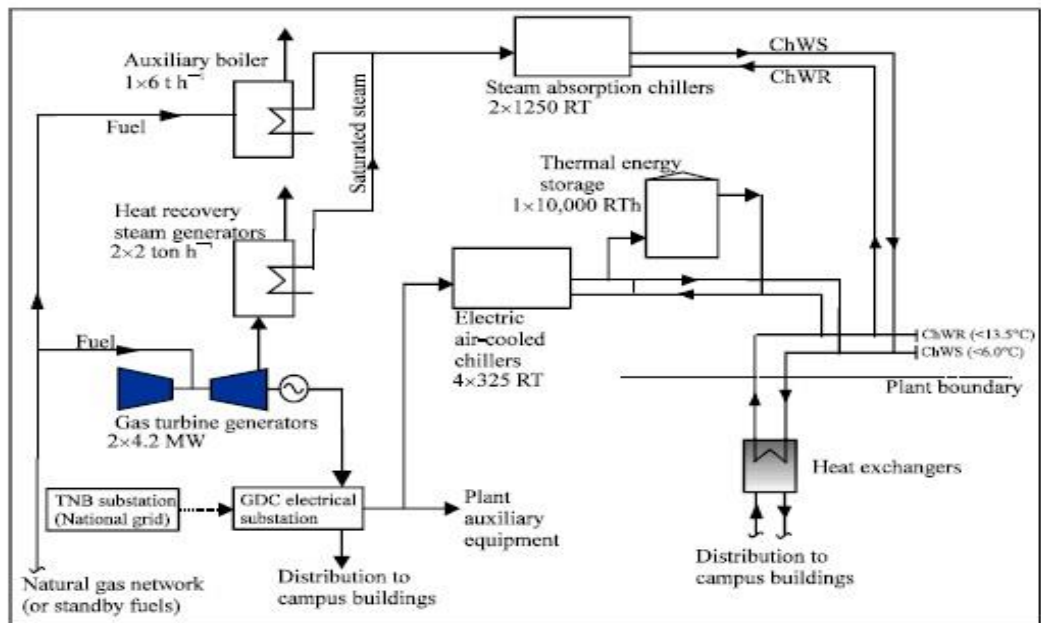 Auxiliary boiler
1×6 t h⁻¹
Fuel
Saturated steam
Steam absorption chillers
2×1250 RT
ChWS
ChWR
Thermal energy
storage
1×10,000 RTh
Heat recovery
steam generators
2×2 ton h⁻¹
Electric
air-cooled
chillers
4×325 RT
Fuel
Gas turbine generators
2×4.2 MW
ChWR (<13.5°C)
ChWS (<6.0°C)
Plant boundary
Heat exchangers
TNB substation
(National grid)
GDC electrical
substation
Plant
auxiliary
equipment
Natural gas network
(or standby fuels)
Distribution to
campus buildings
Distribution to
campus buildings